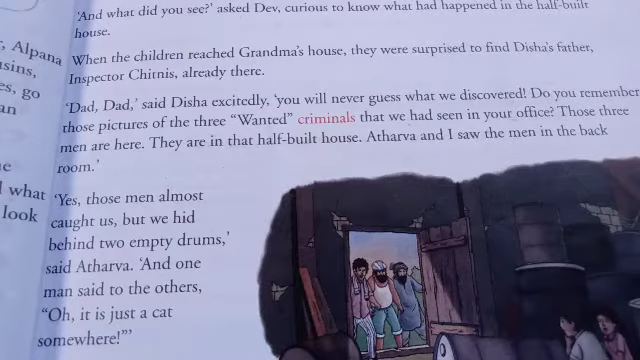 'And what did you see?' asked Dev, curious to know what had happened in the half-built
house.
When the children reached Grandma's house, they were surprised to find Disha's father,
Inspector Chitnis, already there.
'Dad, Dad,' said Disha excitedly, 'you will never guess what we discovered! Do you remember
those pictures of the three "Wanted" criminals that we had seen in your office? Those three
men are here. They are in that half-built house. Atharva and I saw the men in the back
room.'
'Yes, those men almost
caught us, but we hid
behind two empty drums,'
said Atharva. 'And one
man said to the others,
"Oh, it is just a cat
somewhere!"'
Alpana
go
what
look